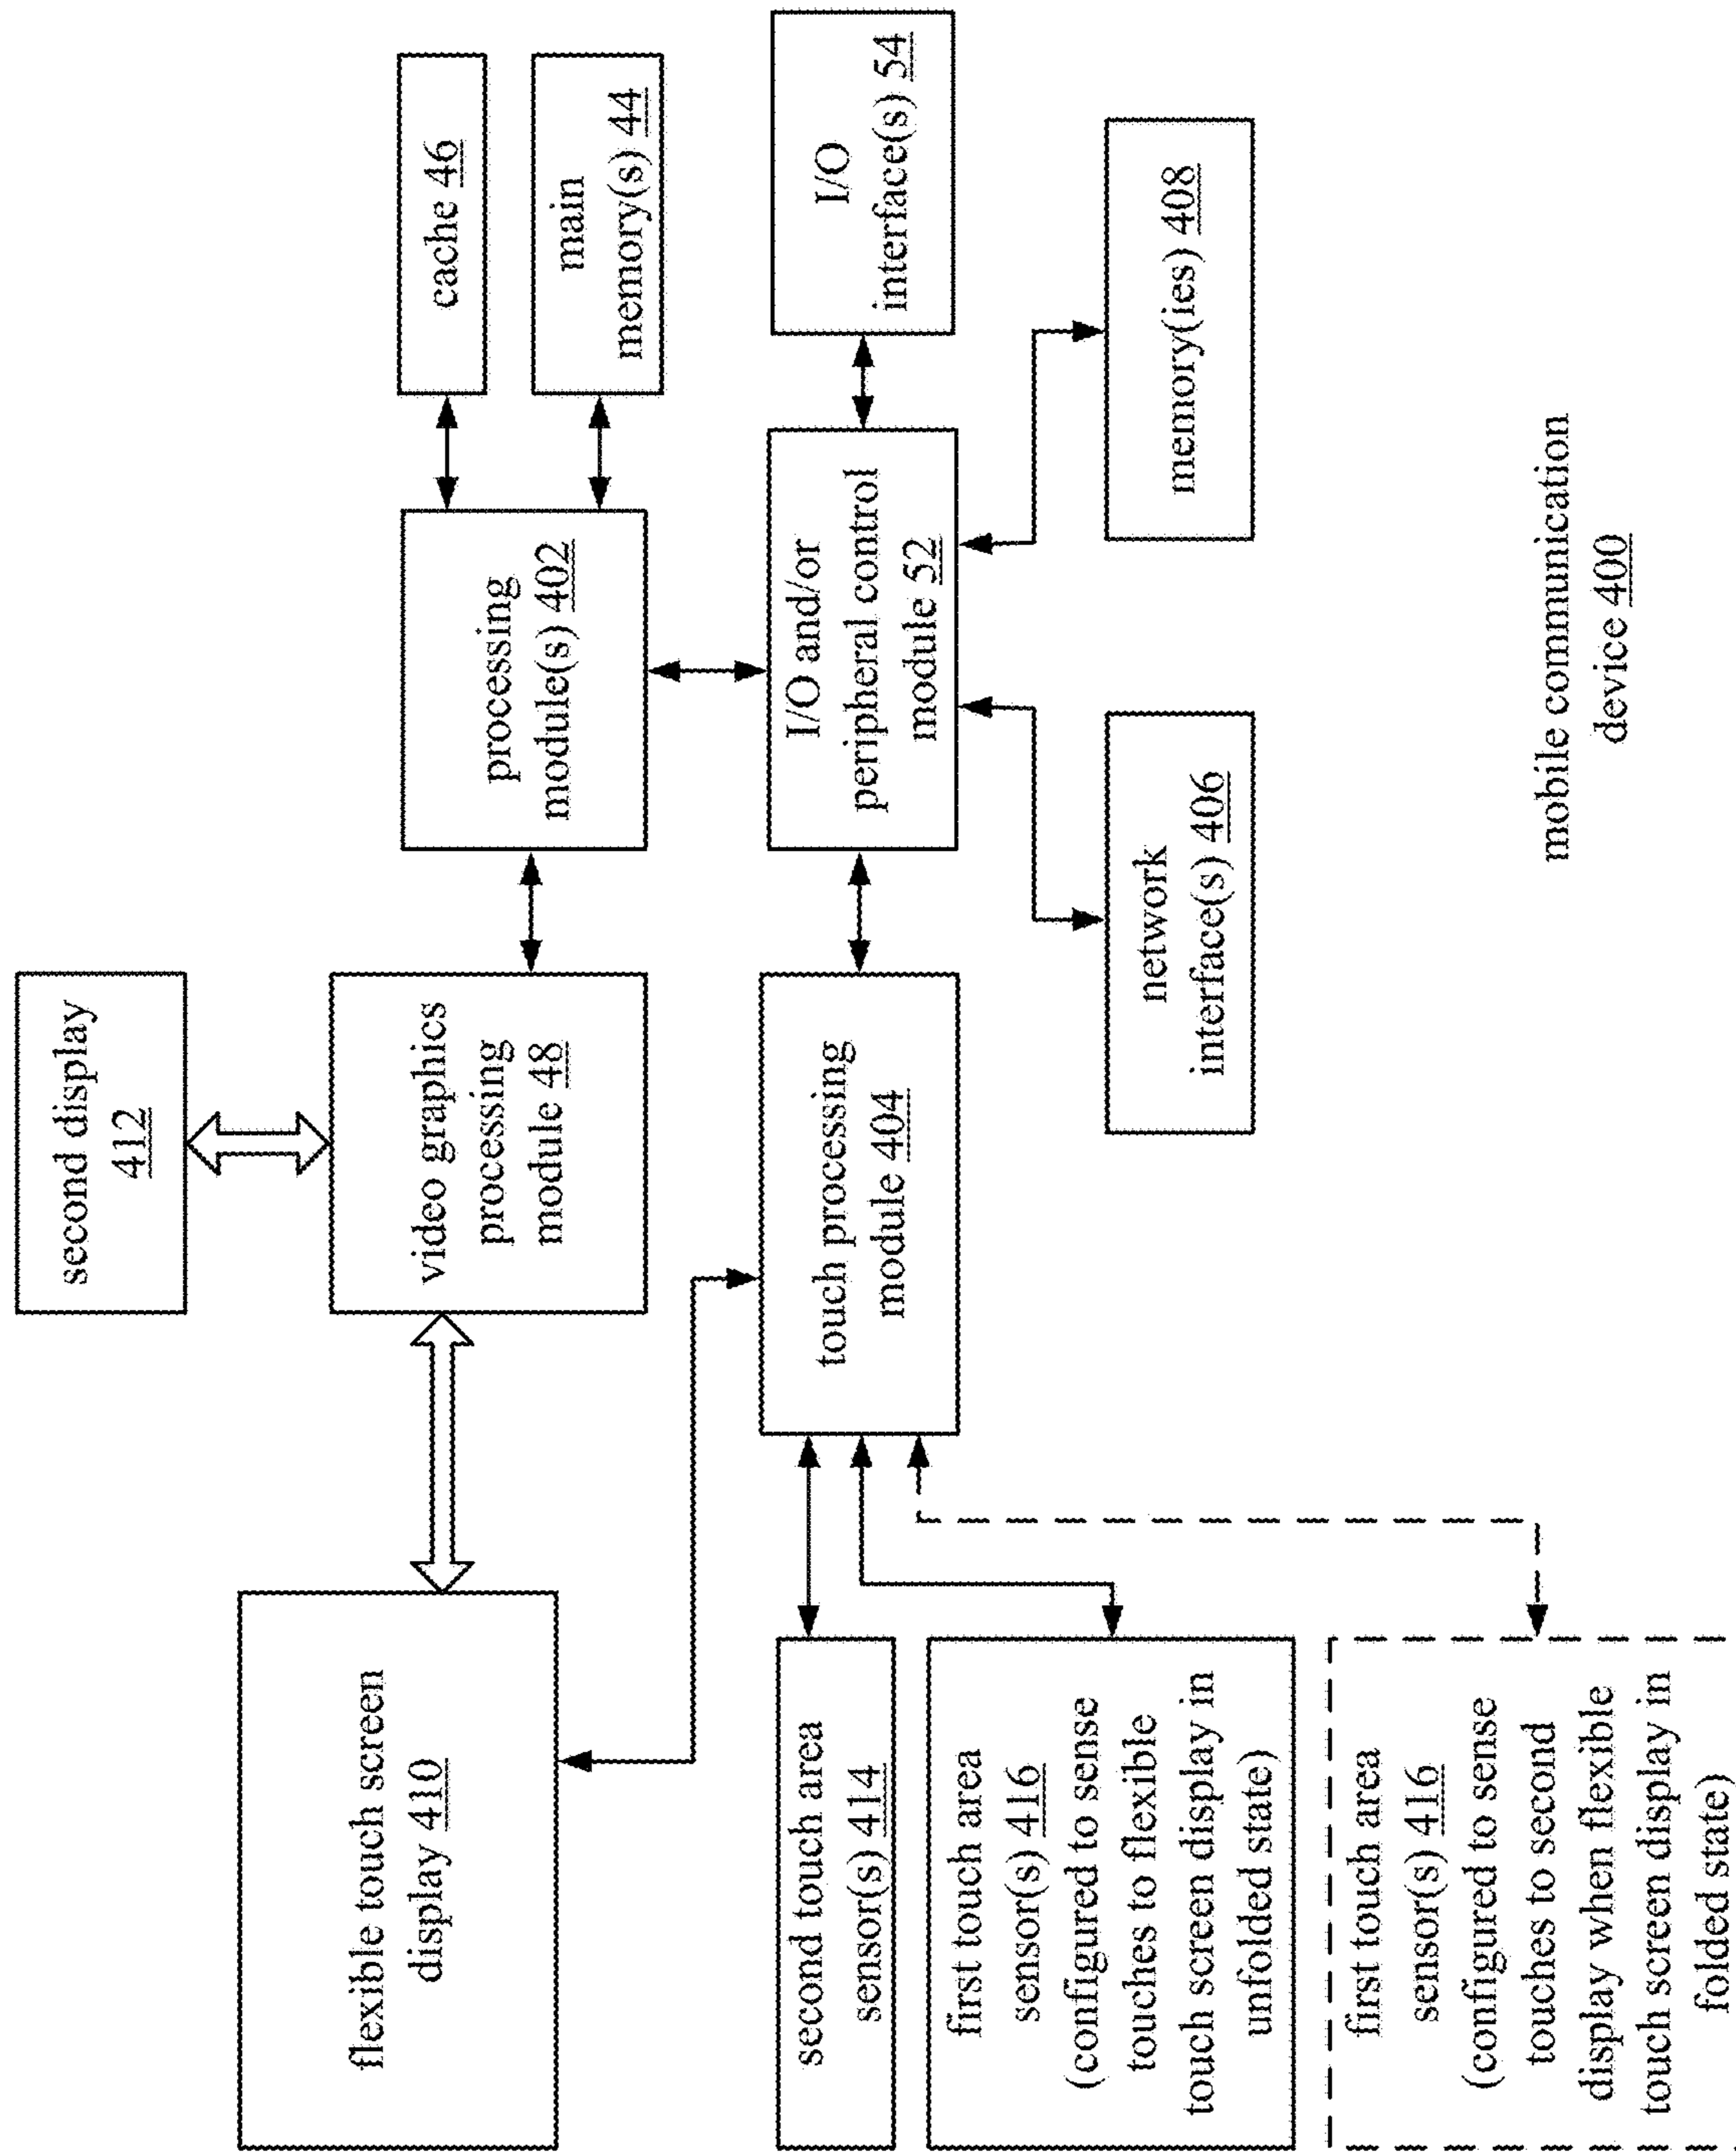 second display
412
flexible touch screen
display 410
video graphics
processing
module 48
processing
module(s) 402
cache 46
main
memory(s) 44
second touch area
sensor(s) 414
touch processing
module 404
I/O and/or
peripheral control
module 52
I/O
interface(s) 54
first touch area
sensor(s) 416
(configured to sense
touches to flexible
touch screen display in
unfolded state)
network
interface(s) 406
memory(ies) 408
first touch area
sensor(s) 416
(configured to sense
touches to second
display when flexible
touch screen display in
folded state)
mobile communication
device 400